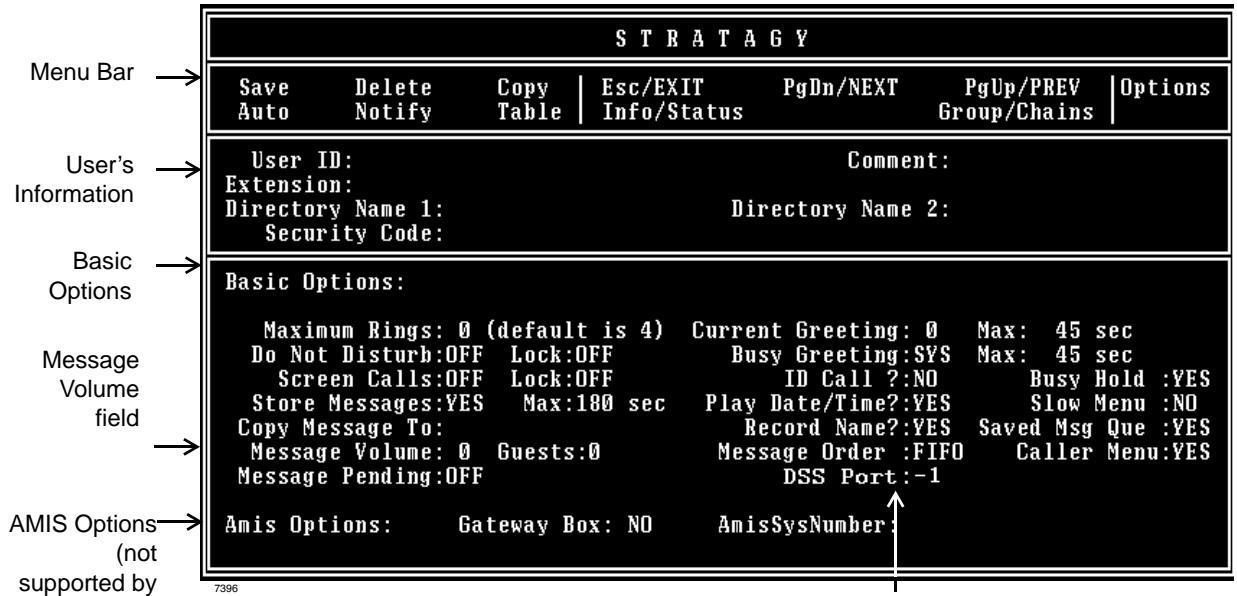 S T R A T A G Y
Menu Bar
Save Delete Copy Esc/EXIT PgDn/NEXT PgUp/PREV Options
Auto Notify Table Info/Status Group/Chains
User's
Information
User ID: Comment:
Extension:
Directory Name 1: Directory Name 2:
Security Code:
Basic
Options
Basic Options:
Maximum Rings: 0 (default is 4) Current Greeting: 0 Max: 45 sec
Do Not Disturb:OFF Lock:OFF Busy Greeting:SYS Max: 45 sec
Screen Calls:OFF Lock:OFF ID Call ?:NO Busy Hold :YES
Store Messages:YES Max:180 sec Play Date/Time?:YES Slow Menu :NO
Copy Message To: Record Name?:YES Saved Msg Que :YES
Message Volume: 0 Guests:0 Message Order :FIFO Caller Menu:YES
Message Pending:OFF DSS Port:-1
Message
Volume
field
Amis Options: Gateway Box: NO AmisSysNumber:
AMIS Options
(not
supported by
7396